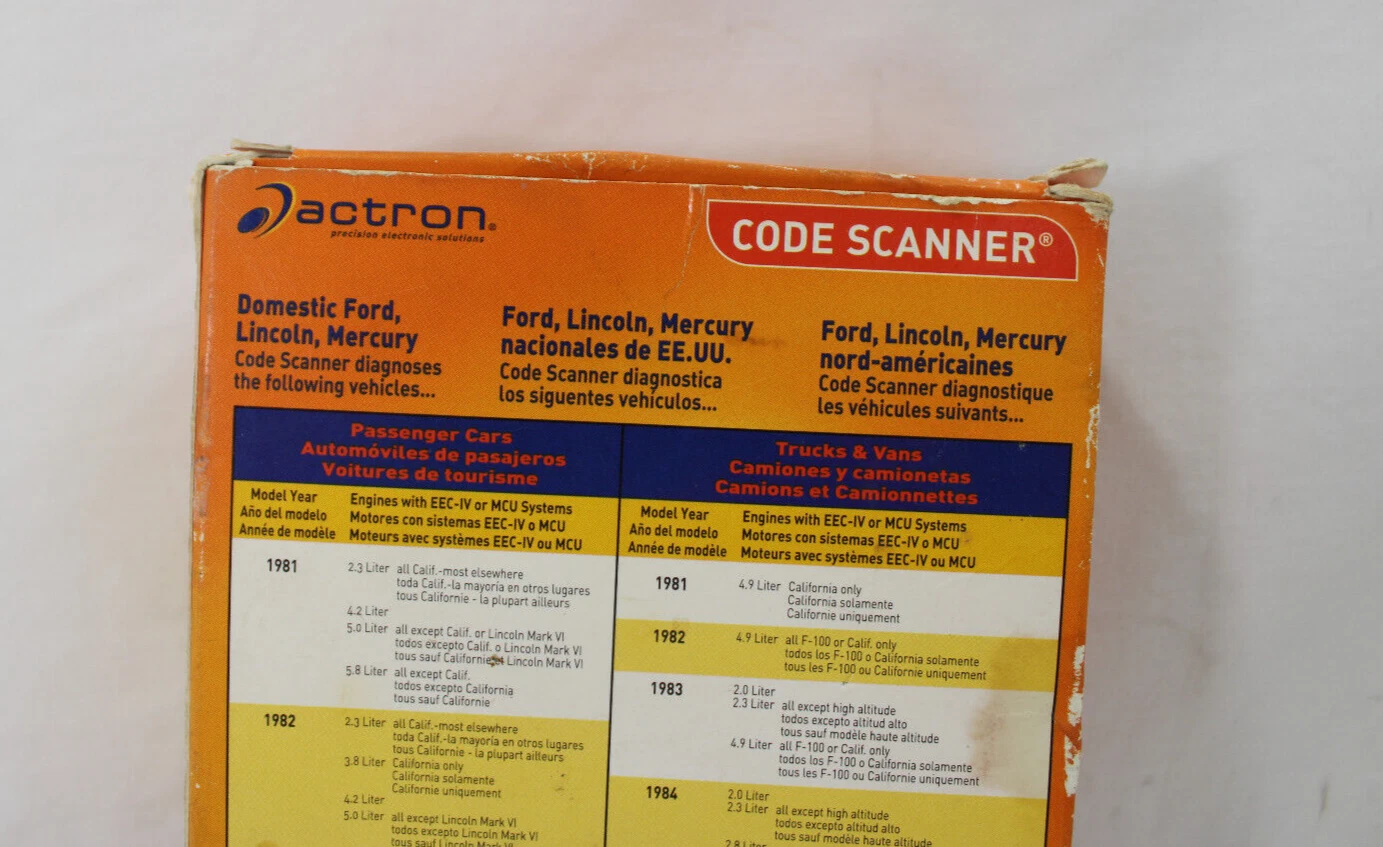 actron®
precision electronic solutions
CODE SCANNER®
Domestic Ford,
Lincoln, Mercury
Code Scanner diagnoses
the following vehicles...
Ford, Lincoln, Mercury
nacionales de EE.UU.
Code Scanner diagnostica
los siguentes vehículos...
Ford, Lincoln, Mercury
nord-américaines
Code Scanner diagnostique
les véhicules suivants...
Passenger Cars
Automóviles de pasajeros
Voitures de tourisme
Model Year
Año del modelo
Année de modèle
Engines with EEC-IV or MCU Systems
Motores con sistemas EEC-IV o MCU
Moteurs avec systèmes EEC-IV ou MCU
1981
2.3 Liter all Calif.-most elsewhere
toda Calif.-la mayoría en otros lugares
tous Californie - la plupart ailleurs
4.2 Liter
5.0 Liter all except Calif. or Lincoln Mark VI
todos excepto Calif. o Lincoln Mark VI
tous sauf Californie Lincoln Mark VI
5.8 Liter all except Calif.
todos excepto California
tous sauf Californie
1982
2.3 Liter all Calif.-most elsewhere
toda Calif.-la mayoría en otros lugares
tous Californie - la plupart ailleurs
3.8 Liter California only
California solamente
Californie uniquement
4.2 Liter
5.0 Liter all except Lincoln Mark VI
todos excepto Lincoln Mark VI
tous sauf Lincoln Mark VI
Trucks & Vans
Camiones y camionetas
Camions et Camionnettes
Model Year
Año del modelo
Année de modèle
Engines with EEC-IV or MCU Systems
Motores con sistemas EEC-IV o MCU
Moteurs avec systèmes EEC-IV ou MCU
1981
4.9 Liter California only
California solamente
Californie uniquement
1982
4.9 Liter all F-100 or Calif. only
todos los F-100 o California solamente
tous les F-100 ou Californie uniquement
1983
2.0 Liter
2.3 Liter all except high altitude
todos excepto altitud alto
tous sauf modèle haute altitude
4.9 Liter all F-100 or Calif. only
todos los F-100 o California solamente
tous les F-100 ou Californie uniquement
1984
2.0 Liter
2.3 Liter all except high altitude
todos excepto altitud alto
tous sauf modèle haute altitude
2.8 Liter